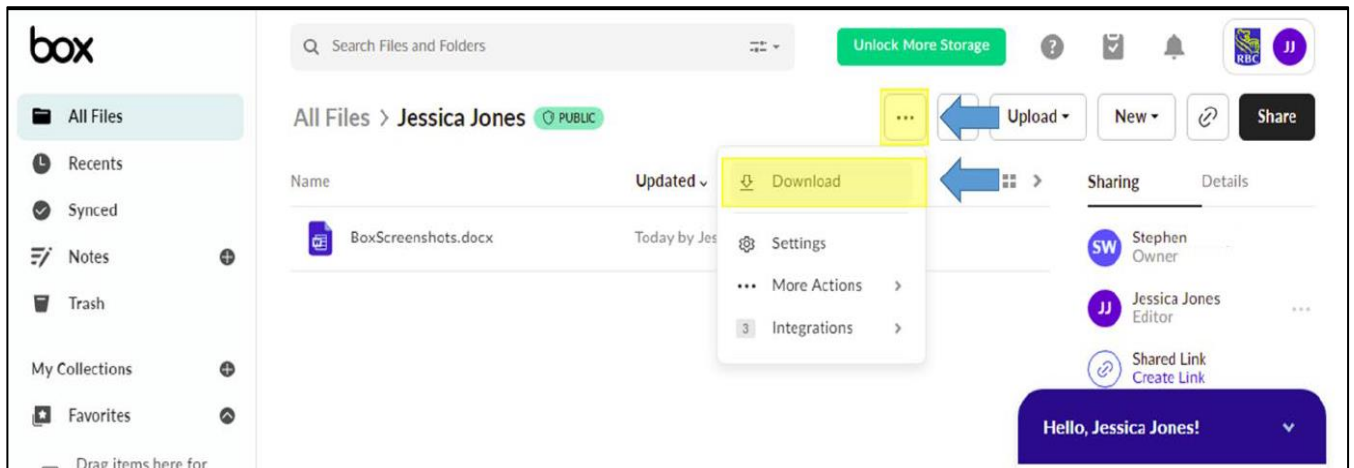 box
Search Files and Folders
Unlock More Storage
?
RBC
JJ
All Files
Recents
Synced
Notes
Trash
My Collections
Favorites
Drag items here for
All Files > Jessica Jones PUBLIC
...
Upload
New
Share
Name
Updated
BoxScreenshots.docx
Today by Jes
Download
Settings
... More Actions >
3 Integrations >
Sharing
Details
SW
Stephen
Owner
JJ
Jessica Jones
Editor
...
Shared Link
Create Link
Hello, Jessica Jones!